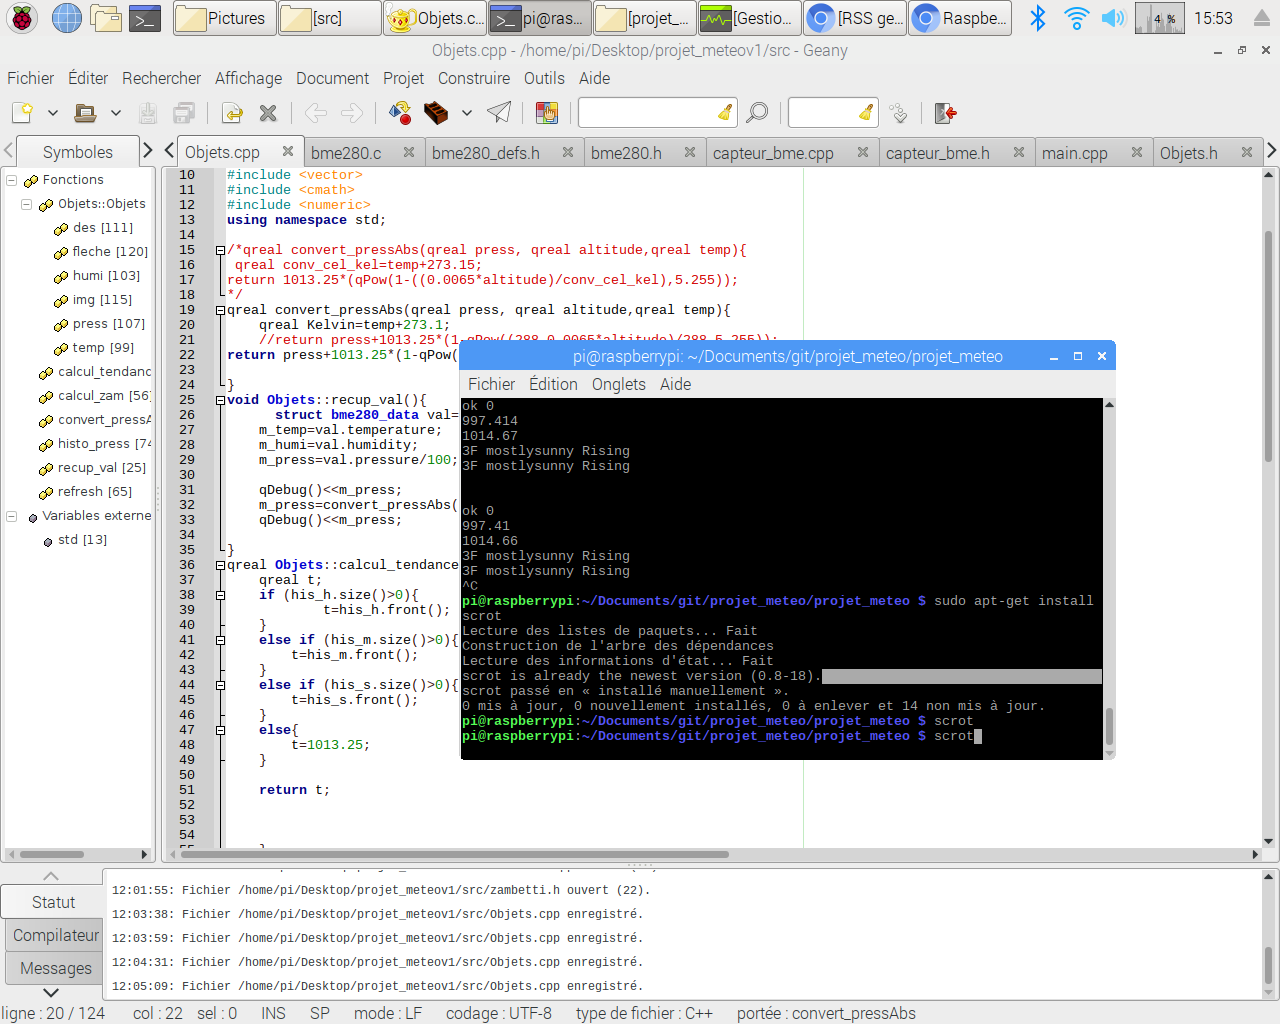 Pictures
[src]
Objets.c...
pi@ras...
[projet_...
[Gestio...
[RSS ge...
Raspbe...
4 %
15:53
Objets.cpp - /home/pi/Desktop/projet_meteov1/src - Geany
Fichier Éditer Rechercher Affichage Document Projet Construire Outils Aide
Symboles
Objets.cpp bme280.c bme280_defs.h bme280.h capteur_bme.cpp capteur_bme.h main.cpp Objets.h
Fonctions
Objets::Objets
des [111]
fleche [120]
humi [103]
img [115]
press [107]
temp [99]
calcul_tendanc
calcul_zam [56]
convert_pressA
histo_press [74
recup_val [25]
refresh [65]
Variables externe
std [13]
10 #include <vector>
11 #include <cmath>
12 #include <numeric>
13 using namespace std;
14
15 /*qreal convert_pressAbs(qreal press, qreal altitude,qreal temp){
16 qreal conv_cel_kel=temp+273.15;
17 return 1013.25*(qPow(1-((0.0065*altitude)/conv_cel_kel),5.255));
18 */
19 qreal convert_pressAbs(qreal press, qreal altitude,qreal temp){
20 qreal Kelvin=temp+273.1;
21 //return press+1013.25*(1-qPow((288-0.0065*altitude)/288,5.255));
22 return press+1013.25*(1-qPow(
23
24 }
25 void Objets::recup_val(){
26 struct bme280_data val=
27 m_temp=val.temperature;
28 m_humi=val.humidity;
29 m_press=val.pressure/100;
30
31 qDebug()<<m_press;
32 m_press=convert_pressAbs(
33 qDebug()<<m_press;
34
35 }
36 qreal Objets::calcul_tendance
37 qreal t;
38 if (his_h.size()>0){
39 t=his_h.front();
40 }
41 else if (his_m.size()>0){
42 t=his_m.front();
43 }
44 else if (his_s.size()>0){
45 t=his_s.front();
46 }
47 else{
48 t=1013.25;
49 }
50
51 return t;
52
53
54
55 }
pi@raspberrypi: ~/Documents/git/projet_meteo/projet_meteo
Fichier Édition Onglets Aide
ok 0
997.414
1014.67
3F mostlysunny Rising
3F mostlysunny Rising
ok 0
997.41
1014.66
3F mostlysunny Rising
3F mostlysunny Rising
^C
pi@raspberrypi:~/Documents/git/projet_meteo/projet_meteo $ sudo apt-get install
scrot
Lecture des listes de paquets... Fait
Construction de l'arbre des dépendances
Lecture des informations d'état... Fait
scrot is already the newest version (0.8-18).
scrot passé en « installé manuellement ».
0 mis à jour, 0 nouvellement installés, 0 à enlever et 14 non mis à jour.
pi@raspberrypi:~/Documents/git/projet_meteo/projet_meteo $ scrot
pi@raspberrypi:~/Documents/git/projet_meteo/projet_meteo $ scrot
Statut
Compilateur
Messages
12:01:55: Fichier /home/pi/Desktop/projet_meteov1/src/zambetti.h ouvert (22).
12:03:38: Fichier /home/pi/Desktop/projet_meteov1/src/Objets.cpp enregistré.
12:03:59: Fichier /home/pi/Desktop/projet_meteov1/src/Objets.cpp enregistré.
12:04:31: Fichier /home/pi/Desktop/projet_meteov1/src/Objets.cpp enregistré.
12:05:09: Fichier /home/pi/Desktop/projet_meteov1/src/Objets.cpp enregistré.
ligne : 20 / 124 col : 22 sel : 0 INS SP mode : LF codage : UTF-8 type de fichier : C++ portée : convert_pressAbs